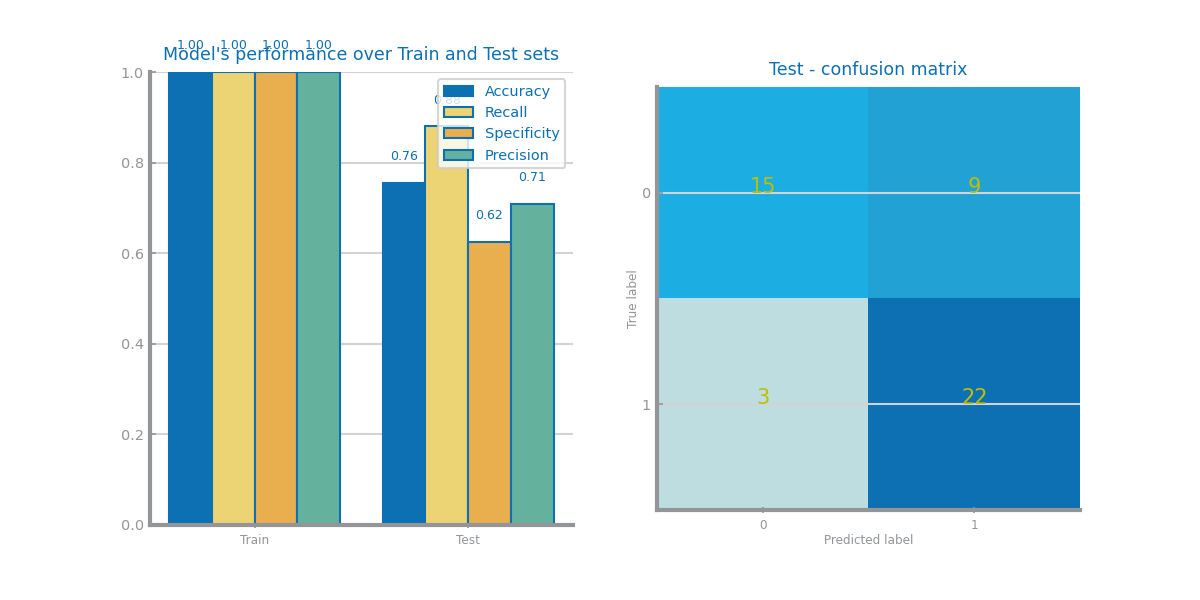 1.00 1.00 1.00 1.00
Model's performance over Train and Test sets
1.0
0.8
0.6
0.4
0.2
0.0
0.76
0.88
0.62
0.71
Accuracy
Recall
Specificity
Precision
Train
Test
Test - confusion matrix
True label
0
1
15
9
3
22
0
1
Predicted label